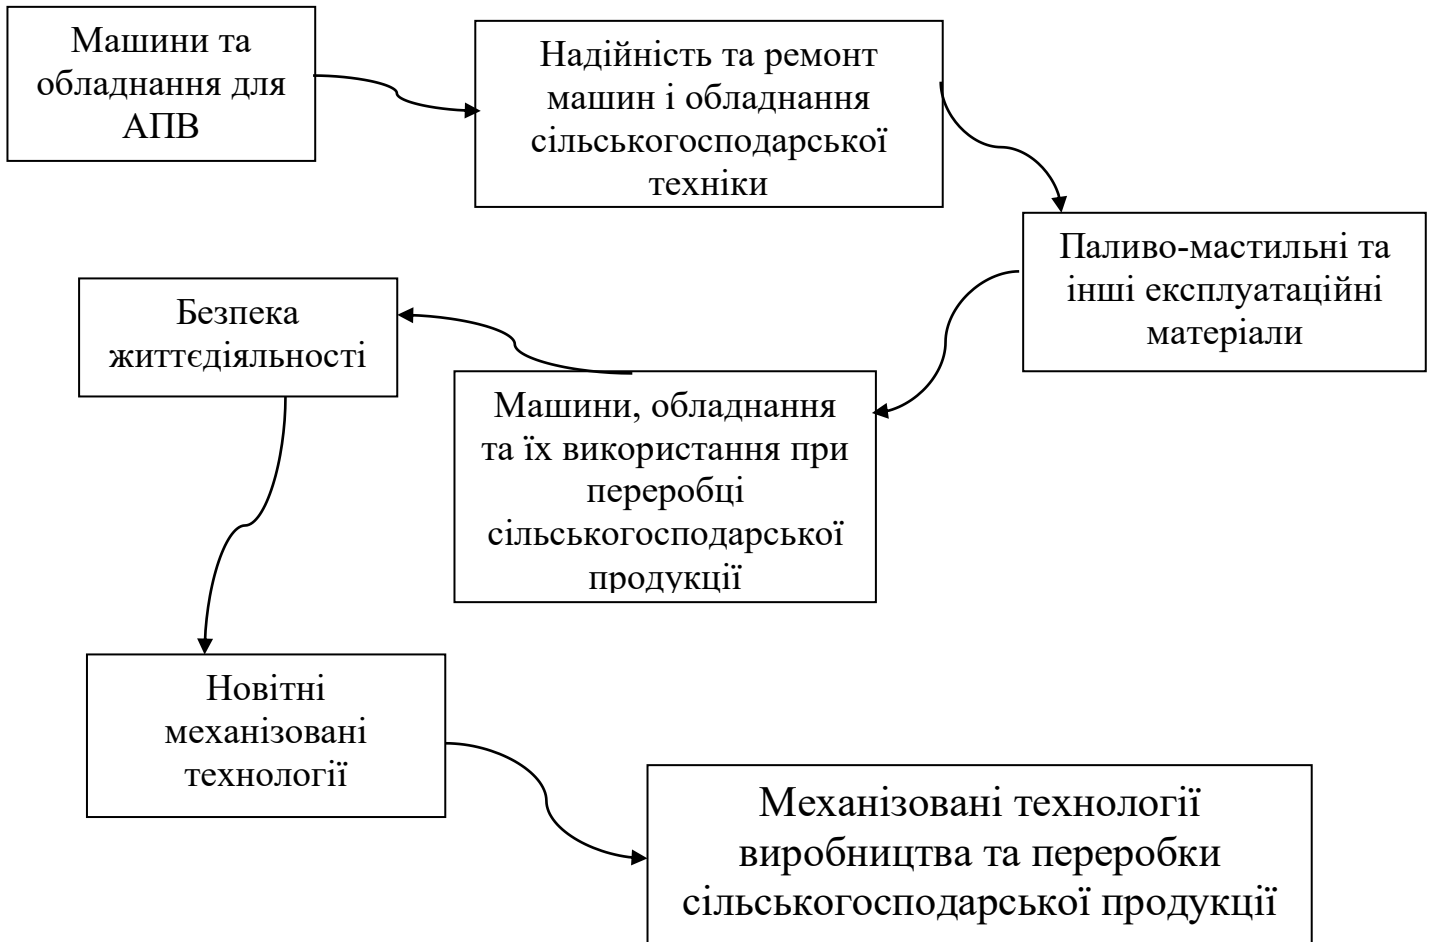 Машини та
обладнання для
АПВ
Надійність та ремонт
машин і обладнання
сільськогосподарської
техніки
Паливо-мастильні та
інші експлуатаційні
матеріали
Машини, обладнання
та їх використання при
переробці
сільськогосподарської
продукції
Безпека
життєдіяльності
Новітні
механізовані
технології
Механізовані технології
виробництва та переробки
сільськогосподарської продукції